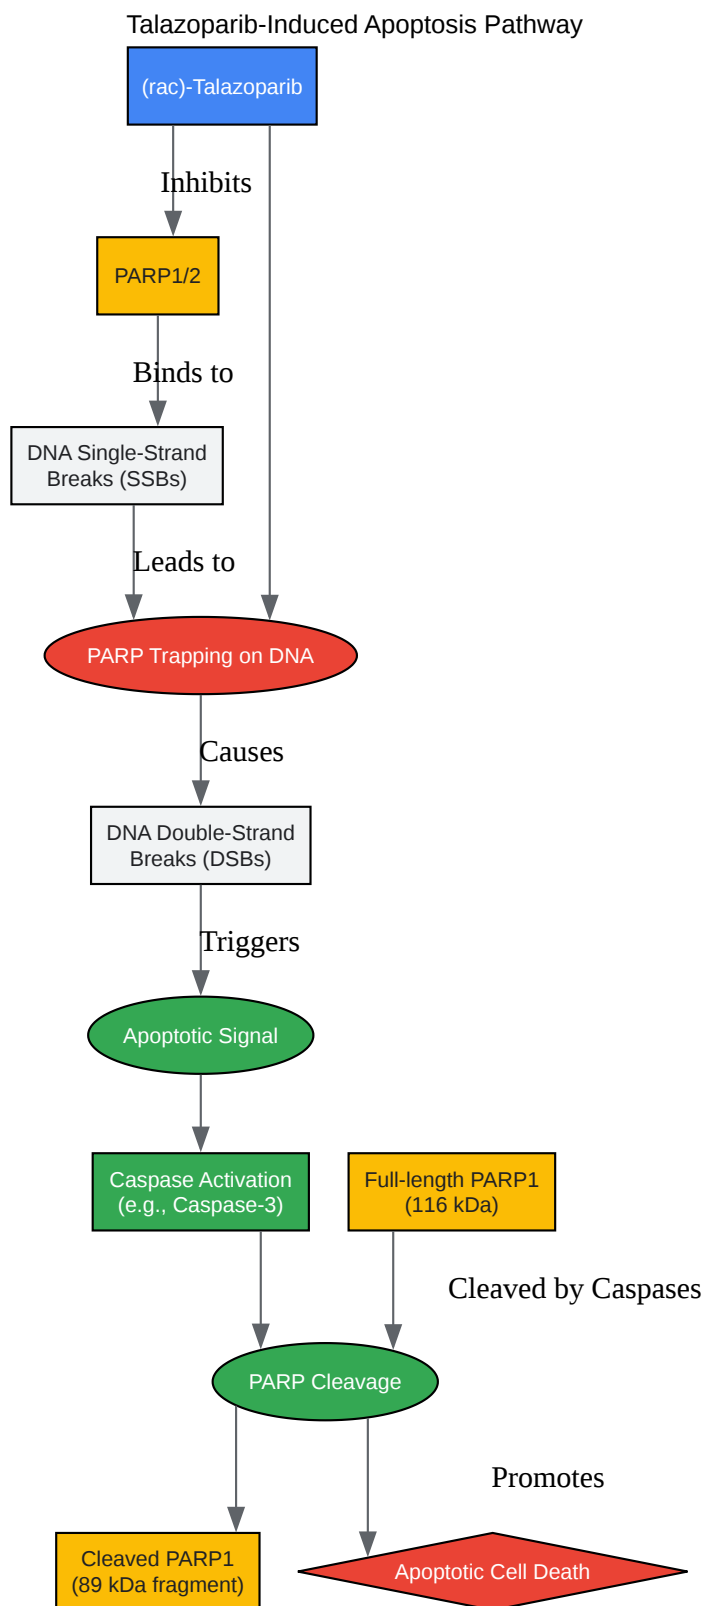 Talazoparib-Induced Apoptosis Pathway
(rac)-Talazoparib
Inhibits
PARP1/2
Binds to
DNA Single-Strand
Breaks (SSBs)
Leads to
PARP Trapping on DNA
Causes
DNA Double-Strand
Breaks (DSBs)
Triggers
Apoptotic Signal
Caspase Activation
(e.g., Caspase-3)
Full-length PARP1
(116 kDa)
Cleaved by Caspases
PARP Cleavage
Promotes
Cleaved PARP1
(89 kDa fragment)
Apoptotic Cell Death